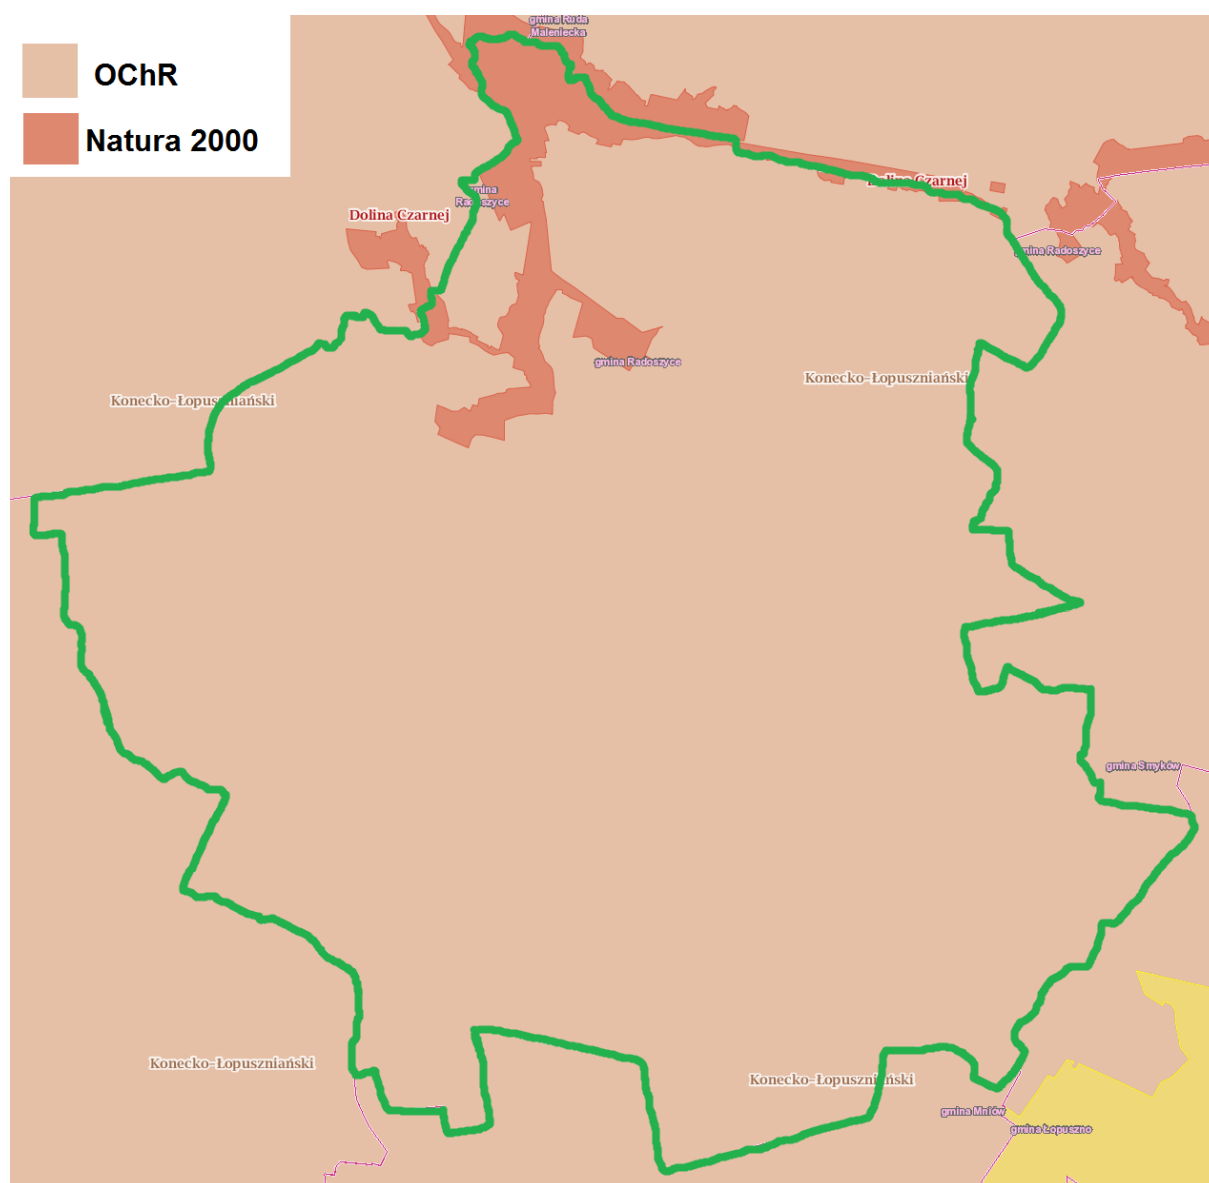 gmina Ruda
Maleniecka
OChR
Natura 2000
Dolina Czarnej
gmina
Radoszyce
Dolina Czarnej
gmina Radoszyce
gmina Radoszyce
Konecko-Łopuszniański
Konecko-Łopuszniański
gmina Smyków
Konecko-Łopuszniański
Konecko-Łopuszniański
gmina Mniów
gmina Łopuszno